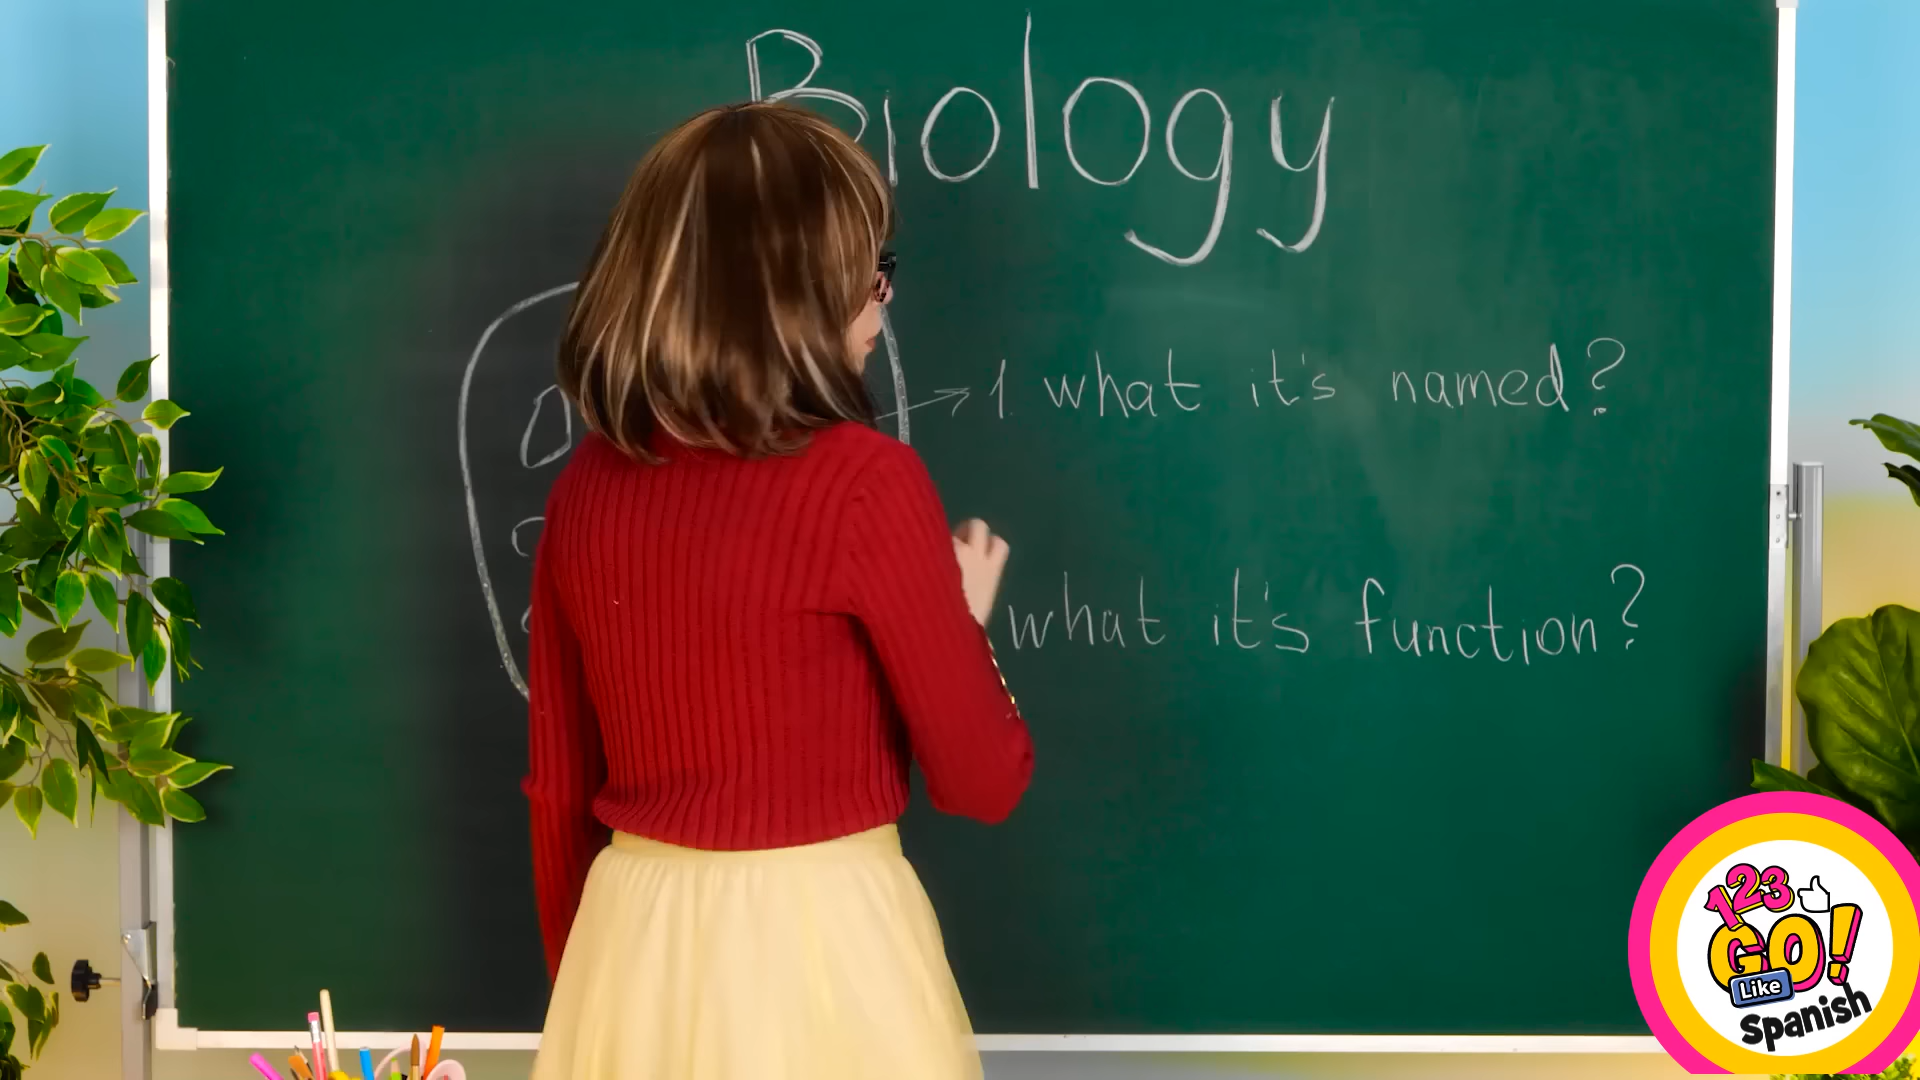 Biology
1. what it's named?
what it's function?
123
GO!
Like
Spanish